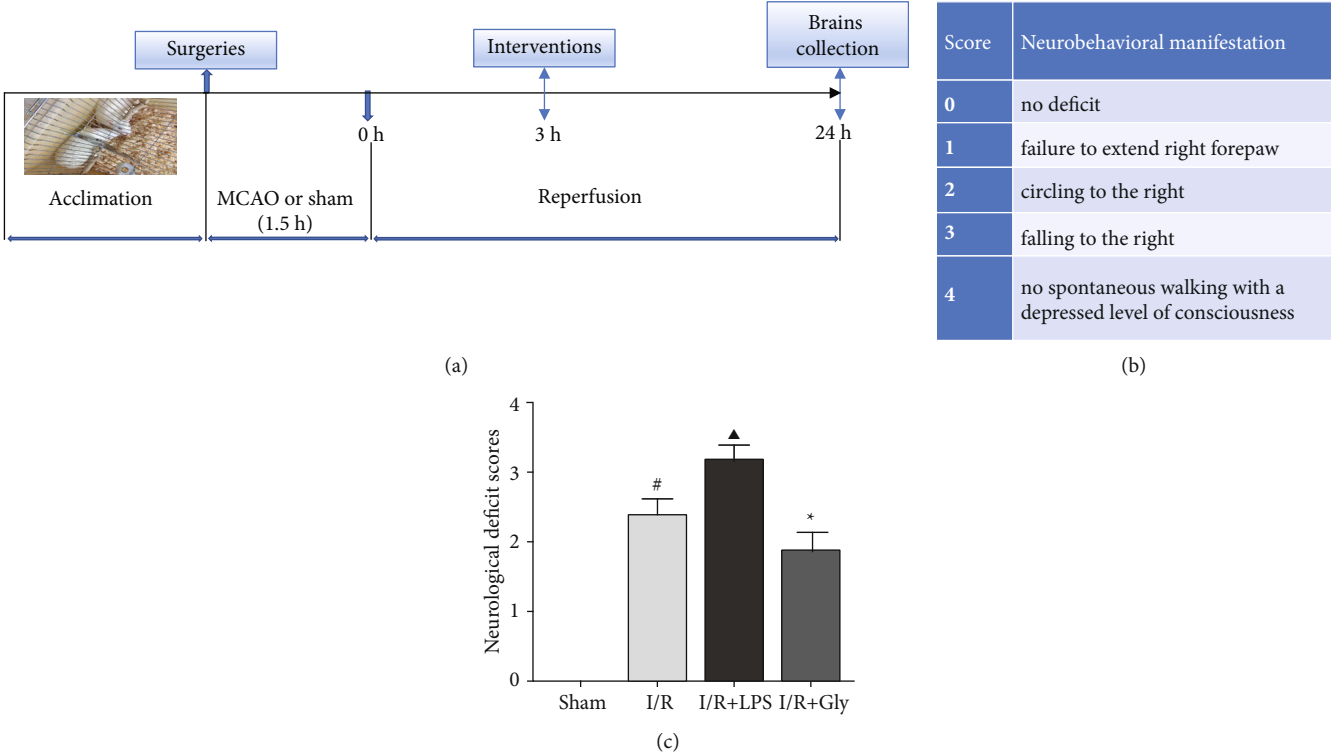 Surgeries
Interventions
Brains
collection
0 h
3 h
24 h
Acclimation
MCAO or sham
(1.5 h)
Reperfusion
(a)
Score Neurobehavioral manifestation
0 no deficit
1 failure to extend right forepaw
2 circling to the right
3 falling to the right
4 no spontaneous walking with a
depressed level of consciousness
(b)
Neurological deficit scores
4
3
2
1
0
#
▲
*
Sham I/R I/R+LPS I/R+Gly
(c)